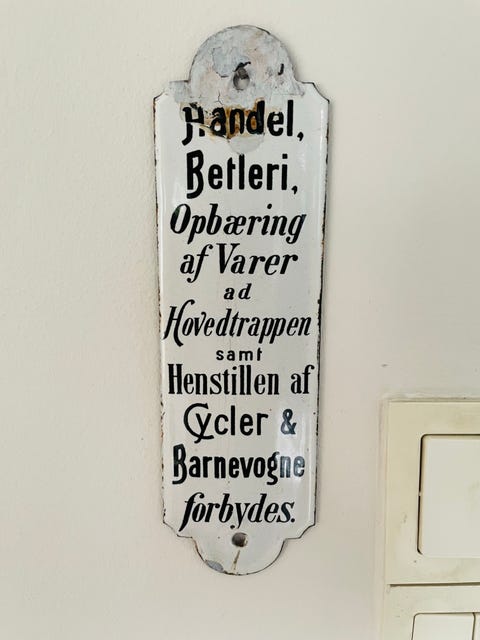 Handel,
Betleri,
Opbæring
af Varer
ad
Hovedtrappen
samt
Henstillen af
Cycler &
Barnevogne
forbydes.